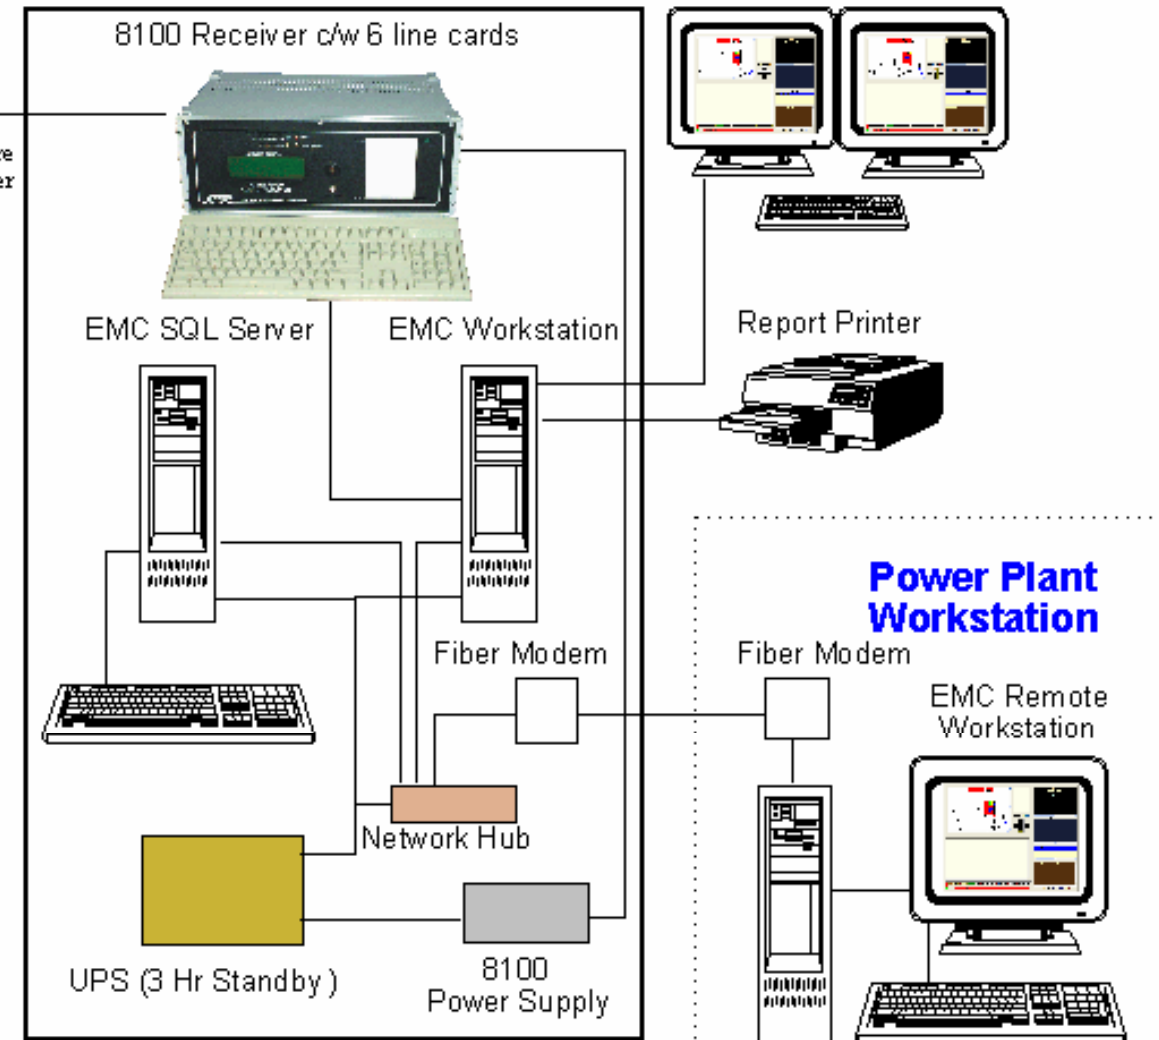 8100 Receiver c/w 6 line cards
EMC SQL Server
EMC Workstation
Report Printer
Power Plant
Workstation
Fiber Modem
Fiber Modem
EMC Remote
Workstation
Network Hub
UPS (3 Hr Standby )
8100
Power Supply